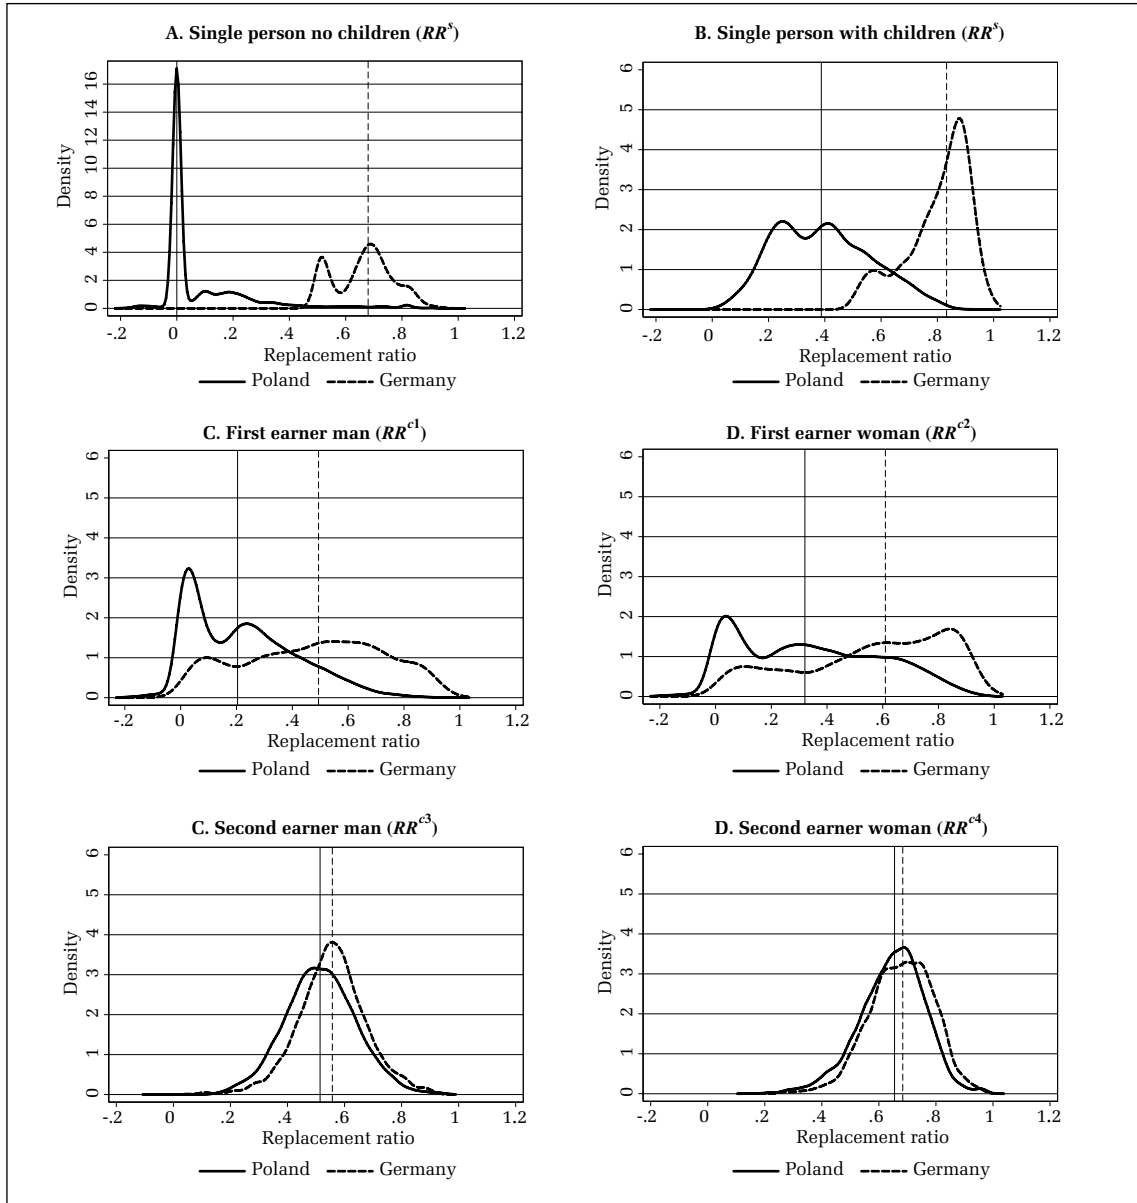 A. Single person no children (RR^s)
Density
0 2 4 6 8 10 12 14 16
-.2 0 .2 .4 .6 .8 1 1.2
Replacement ratio
Poland Germany
B. Single person with children (RR^s)
Density
0 1 2 3 4 5 6
-.2 0 .2 .4 .6 .8 1 1.2
Replacement ratio
Poland Germany
C. First earner man (RR^c1)
Density
0 1 2 3 4 5 6
-.2 0 .2 .4 .6 .8 1 1.2
Replacement ratio
Poland Germany
D. First earner woman (RR^c2)
Density
0 1 2 3 4 5 6
-.2 0 .2 .4 .6 .8 1 1.2
Replacement ratio
Poland Germany
C. Second earner man (RR^c3)
Density
0 1 2 3 4 5 6
-.2 0 .2 .4 .6 .8 1 1.2
Replacement ratio
Poland Germany
D. Second earner woman (RR^c4)
Density
0 1 2 3 4 5 6
-.2 0 .2 .4 .6 .8 1 1.2
Replacement ratio
Poland Germany